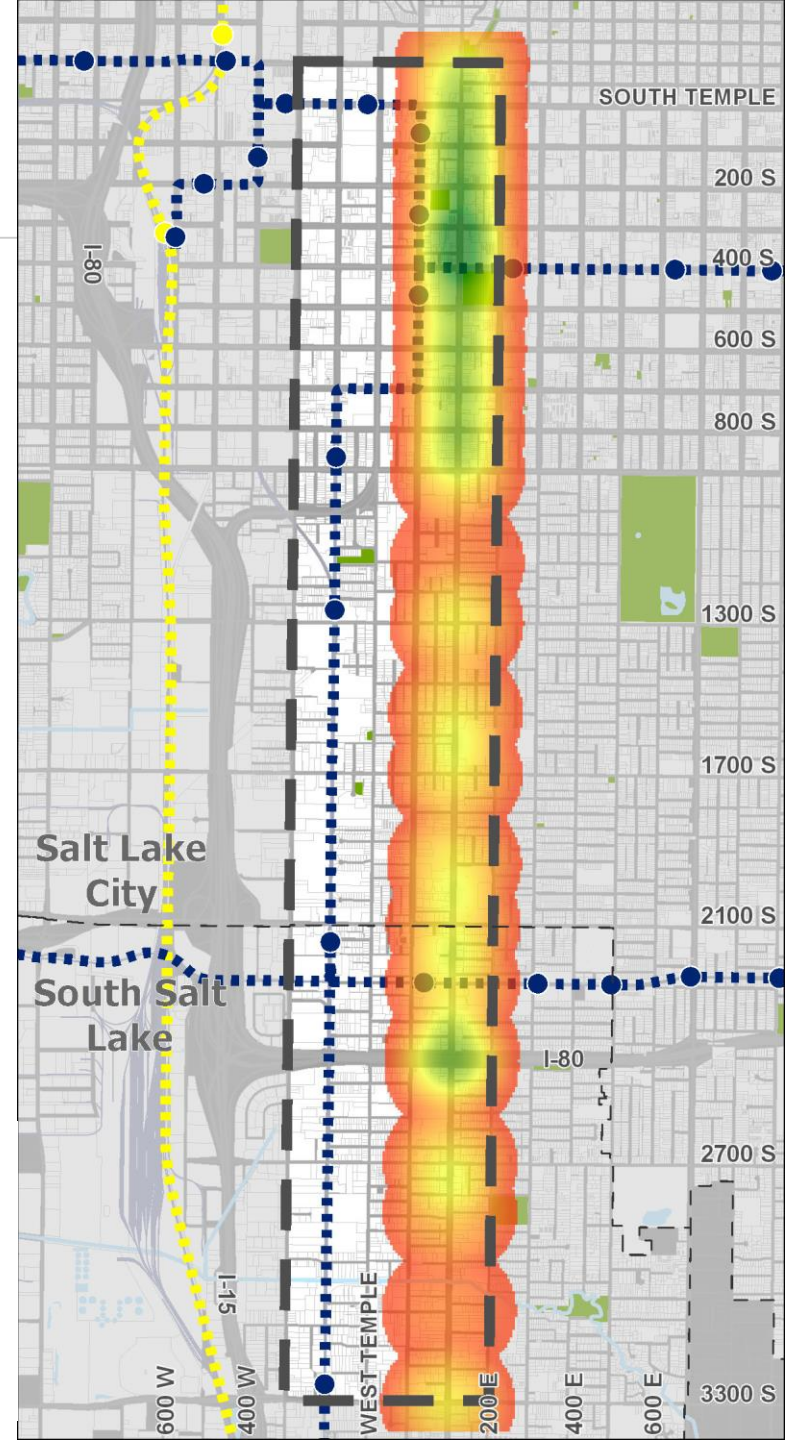 SOUTH TEMPLE
200 S
I-80
400 S
600 S
800 S
1300 S
1700 S
Salt Lake
City
2100 S
South Salt
Lake
I-80
2700 S
I-15
WEST TEMPLE
600 W
400 W
200 E
400 E
600 E
3300 S